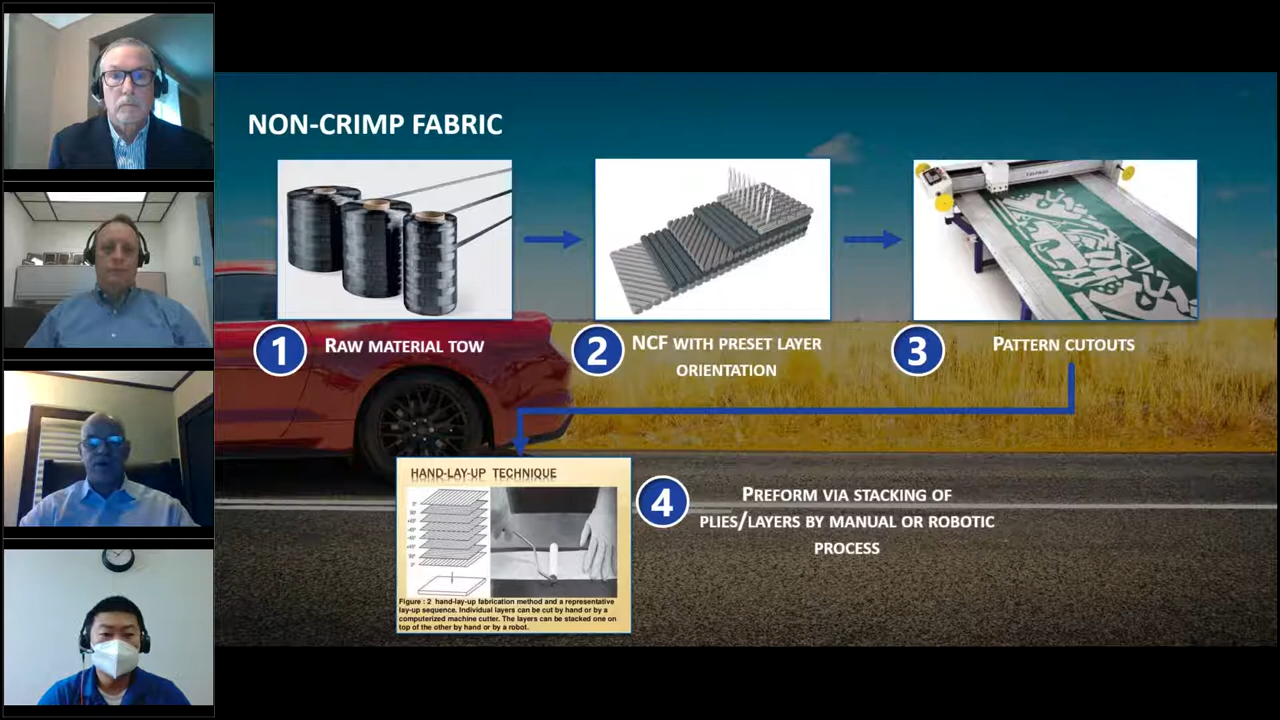 NON-CRIMP FABRIC
1
RAW MATERIAL TOW
2
NCF WITH PRESET LAYER
ORIENTATION
3
PATTERN CUTOUTS
HAND-LAY-UP TECHNIQUE
Figure : 2 hand-lay-up fabrication method and a representative
lay-up sequence. Individual layers can be cut by hand or by a
computerized machine cutter. The layers can be stacked one on
top of the other by hand or by a robot.
4
PREFORM VIA STACKING OF
PLIES/LAYERS BY MANUAL OR ROBOTIC
PROCESS